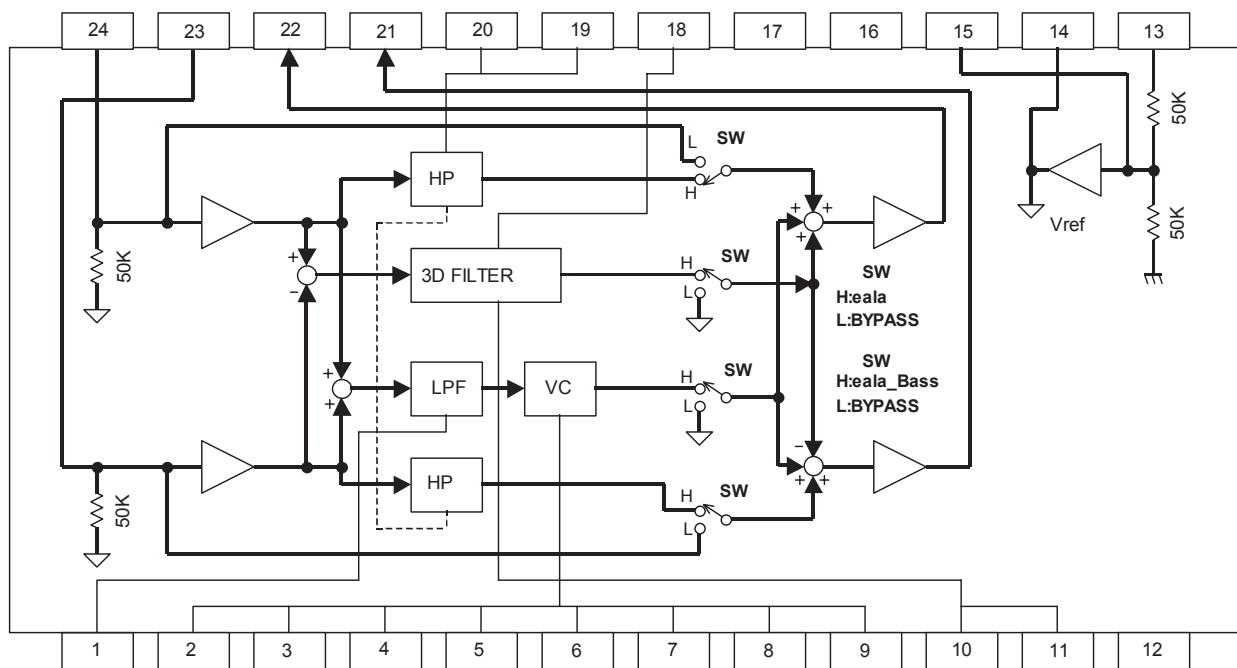 24 23 22 21 20 19 18 17 16 15 14 13
L
SW
50K
HP
H
+
+
+
Vref
50K
50K
+
−
3D FILTER
H
SW
L
SW
H:eala
L:BYPASS
+
+
LPF
VC
H
SW
L
SW
H:eala_Bass
L:BYPASS
−
+
+
HP
H
SW
L
50K
1 2 3 4 5 6 7 8 9 10 11 12